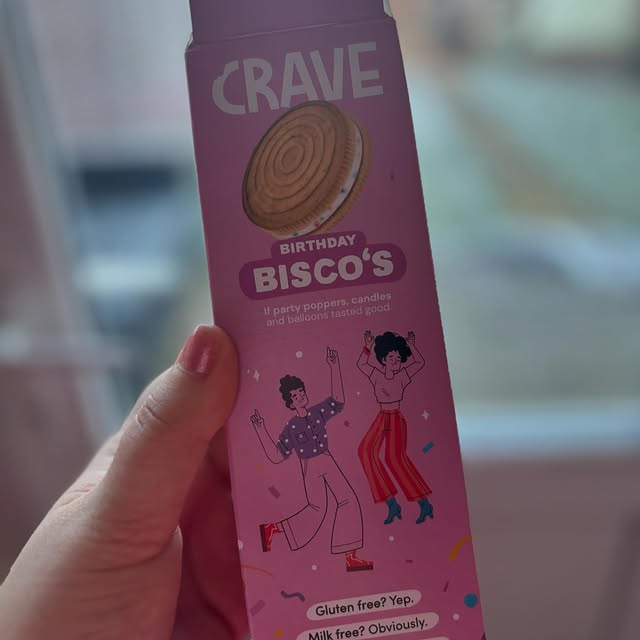 CRAVE
BIRTHDAY
BISCO'S
If party poppers, candles
and balloons tasted good.
Gluten free? Yep.
Milk free? Obviously.